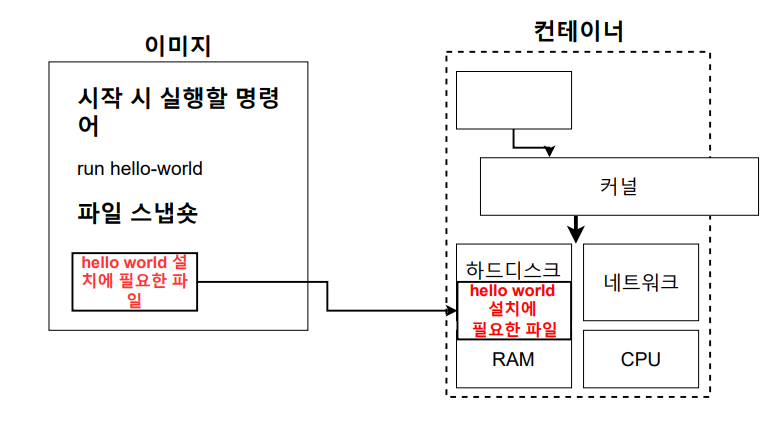 이미지
시작 시 실행할 명령
어
run hello-world
파일 스냅숏
hello world 설
치에 필요한 파
일
컨테이너
커널
하드디스크
hello world
설치에
필요한 파일
RAM
네트워크
CPU